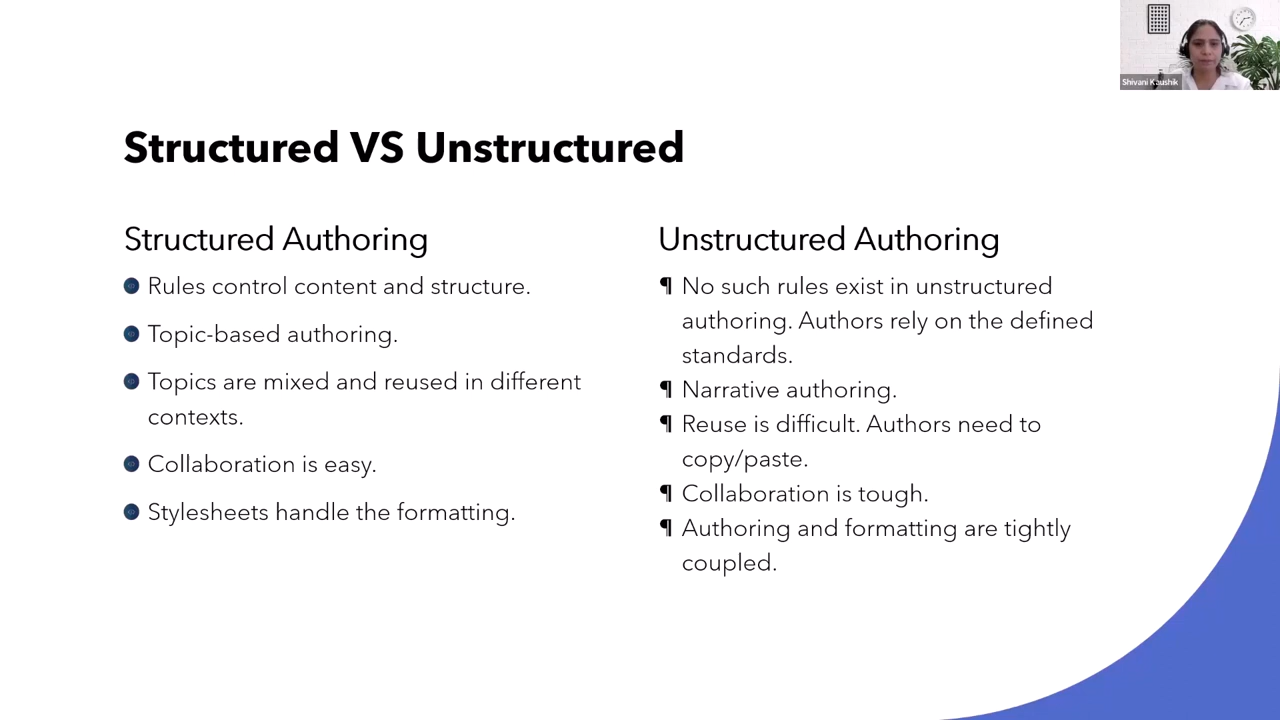 Shivani Kaushik
Structured VS Unstructured
Structured Authoring
Rules control content and structure.
Topic-based authoring.
Topics are mixed and reused in different
contexts.
Collaboration is easy.
Stylesheets handle the formatting.
Unstructured Authoring
¶ No such rules exist in unstructured
authoring. Authors rely on the defined
standards.
¶ Narrative authoring.
¶ Reuse is difficult. Authors need to
copy/paste.
¶ Collaboration is tough.
¶ Authoring and formatting are tightly
coupled.